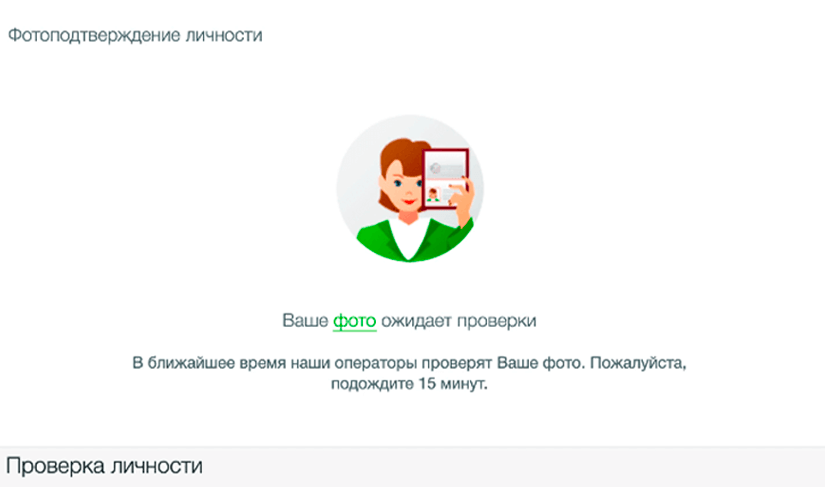 Фотоподтверждение личности
Ваше фото ожидает проверки
В ближайшее время наши операторы проверят Ваше фото. Пожалуйста,
подождите 15 минут.
Проверка личности